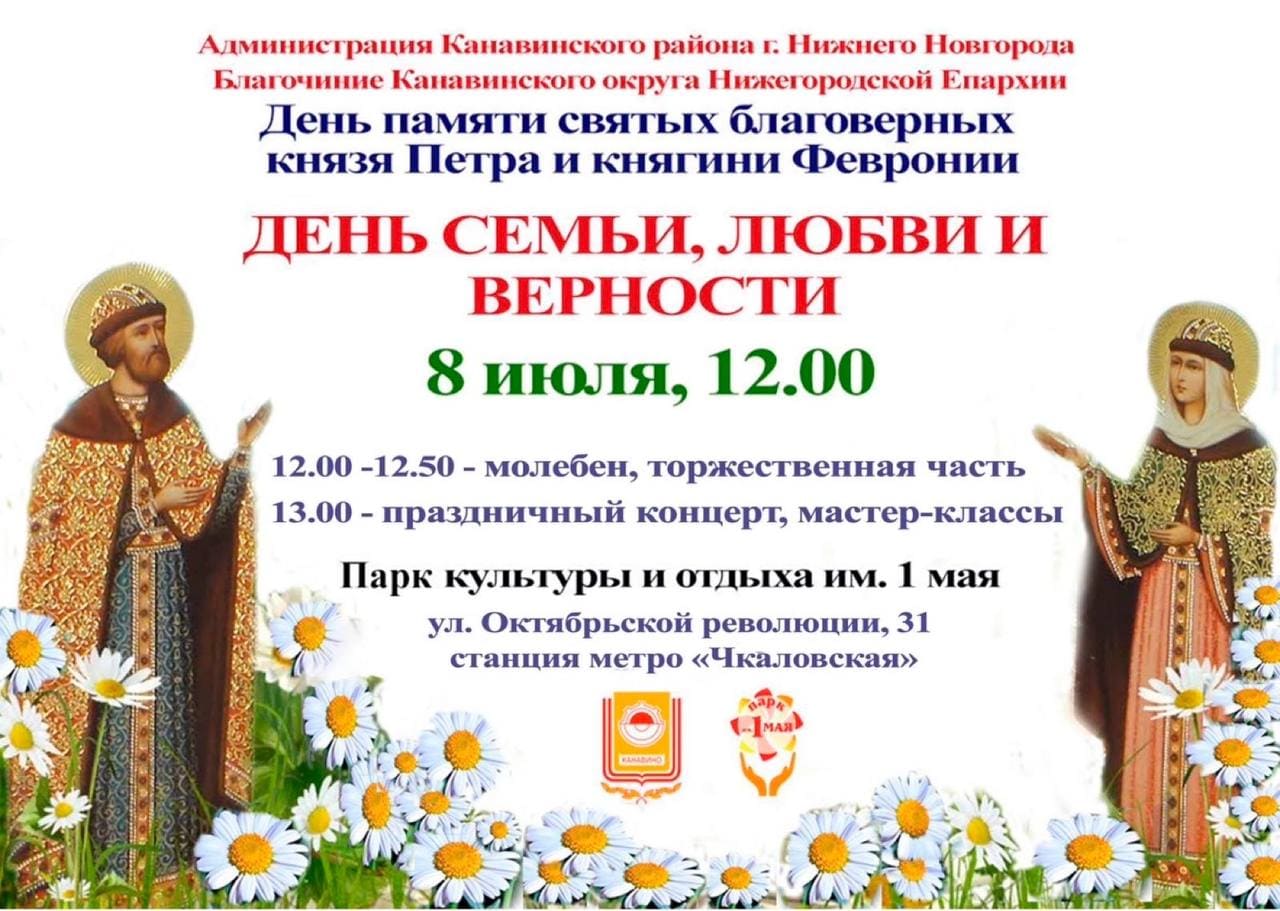 Администрация Канавинского района г. Нижнего Новгорода
Благочиние Канавинского округа Нижегородской Епархии
День памяти святых благоверных
князя Петра и княгини Февронии
ДЕНЬ СЕМЬИ, ЛЮБВИ И
ВЕРНОСТИ
8 июля, 12.00
12.00 -12.50 - молебен, торжественная часть
13.00 - праздничный концерт, мастер-классы
Парк культуры и отдыха им. 1 мая
ул. Октябрьской революции, 31
станция метро «Чкаловская»
КАНАВИНО
парк
1 МАЯ